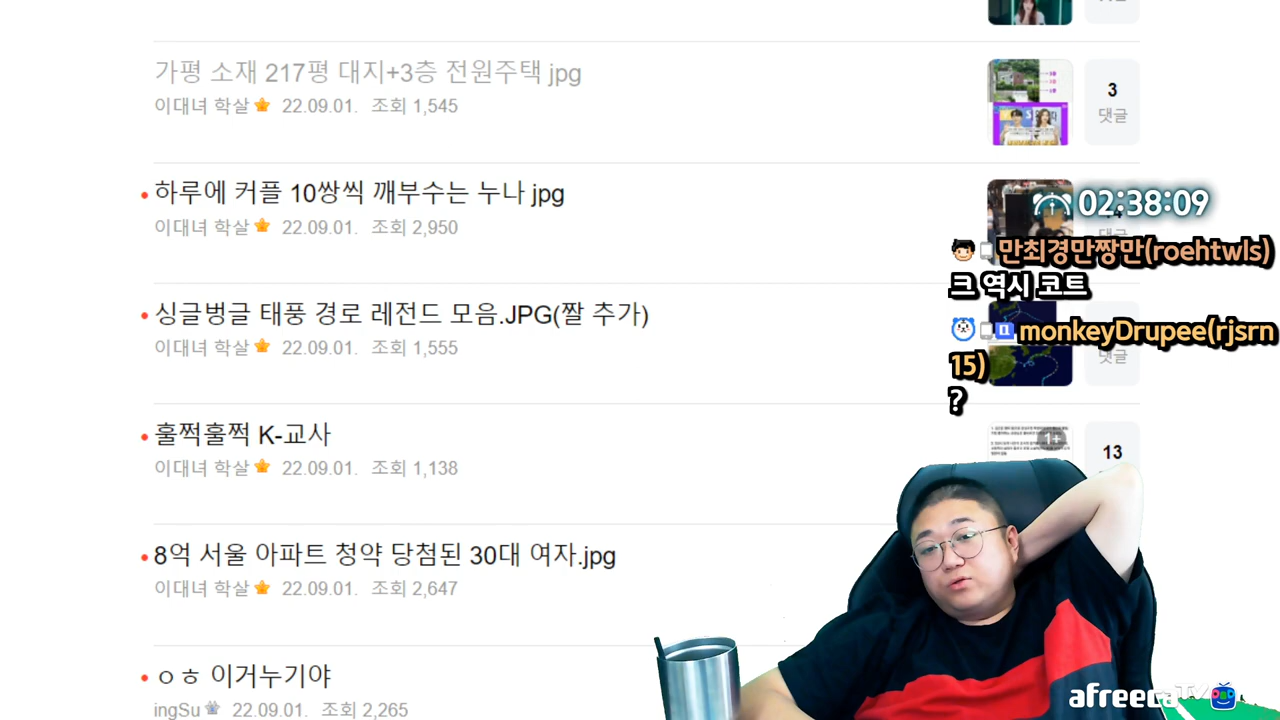 가평 소재 217평 대지+3층 전원주택 jpg
이대녀 학살 22.09.01. 조회 1,545
3
댓글
하루에 커플 10쌍씩 깨부수는 누나 jpg
이대녀 학살 22.09.01. 조회 2,950
02:38:09
만최경만짱만(roehtwls)
크 역시 코트
싱글벙글 태풍 경로 레전드 모음.JPG(짤 추가)
이대녀 학살 22.09.01. 조회 1,555
monkeyDrupee(rjsrn
15)
댓글
?
훌쩍훌쩍 K-교사
이대녀 학살 22.09.01. 조회 1,138
1+
13
8억 서울 아파트 청약 당첨된 30대 여자.jpg
이대녀 학살 22.09.01. 조회 2,647
ㅇㅎ 이거누기야
ingSu 22.09.01. 조회 2,265
afreecaTV